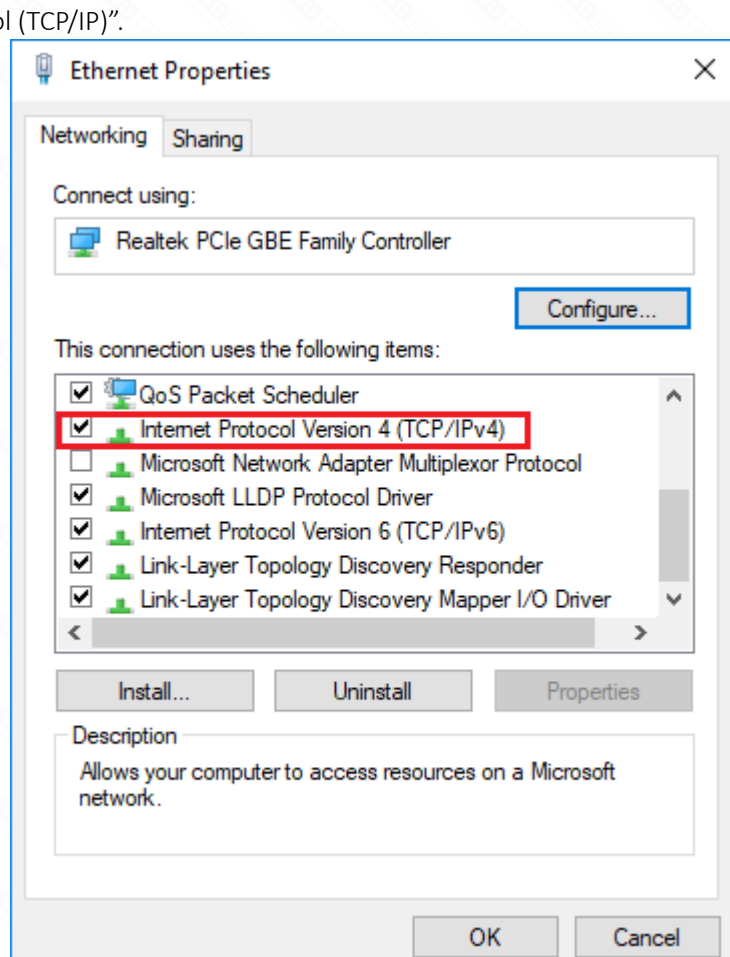 ol (TCP/IP)”.
Ethernet Properties
Networking Sharing
Connect using:
Realtek PCIe GBE Family Controller
Configure...
This connection uses the following items:
QoS Packet Scheduler
Internet Protocol Version 4 (TCP/IPv4)
Microsoft Network Adapter Multiplexor Protocol
Microsoft LLDP Protocol Driver
Internet Protocol Version 6 (TCP/IPv6)
Link-Layer Topology Discovery Responder
Link-Layer Topology Discovery Mapper I/O Driver
Install... Uninstall Properties
Description
Allows your computer to access resources on a Microsoft
network.
OK Cancel